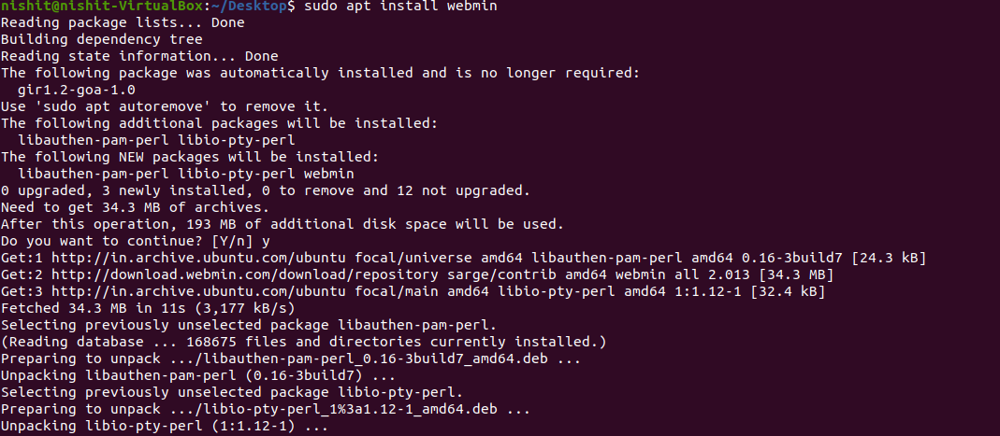 nishit@nishit-VirtualBox:~/Desktop$ sudo apt install webmin
Reading package lists... Done
Building dependency tree
Reading state information... Done
The following package was automatically installed and is no longer required:
  gir1.2-goa-1.0
Use 'sudo apt autoremove' to remove it.
The following additional packages will be installed:
  libauthen-pam-perl libio-pty-perl
The following NEW packages will be installed:
  libauthen-pam-perl libio-pty-perl webmin
0 upgraded, 3 newly installed, 0 to remove and 12 not upgraded.
Need to get 34.3 MB of archives.
After this operation, 193 MB of additional disk space will be used.
Do you want to continue? [Y/n] y
Get:1 http://in.archive.ubuntu.com/ubuntu focal/universe amd64 libauthen-pam-perl amd64 0.16-3build7 [24.3 kB]
Get:2 http://download.webmin.com/download/repository sarge/contrib amd64 webmin all 2.013 [34.3 MB]
Get:3 http://in.archive.ubuntu.com/ubuntu focal/main amd64 libio-pty-perl amd64 1:1.12-1 [32.4 kB]
Fetched 34.3 MB in 11s (3,177 kB/s)
Selecting previously unselected package libauthen-pam-perl.
(Reading database ... 168675 files and directories currently installed.)
Preparing to unpack .../libauthen-pam-perl_0.16-3build7_amd64.deb ...
Unpacking libauthen-pam-perl (0.16-3build7) ...
Selecting previously unselected package libio-pty-perl.
Preparing to unpack .../libio-pty-perl_1%3a1.12-1_amd64.deb ...
Unpacking libio-pty-perl (1:1.12-1) ...